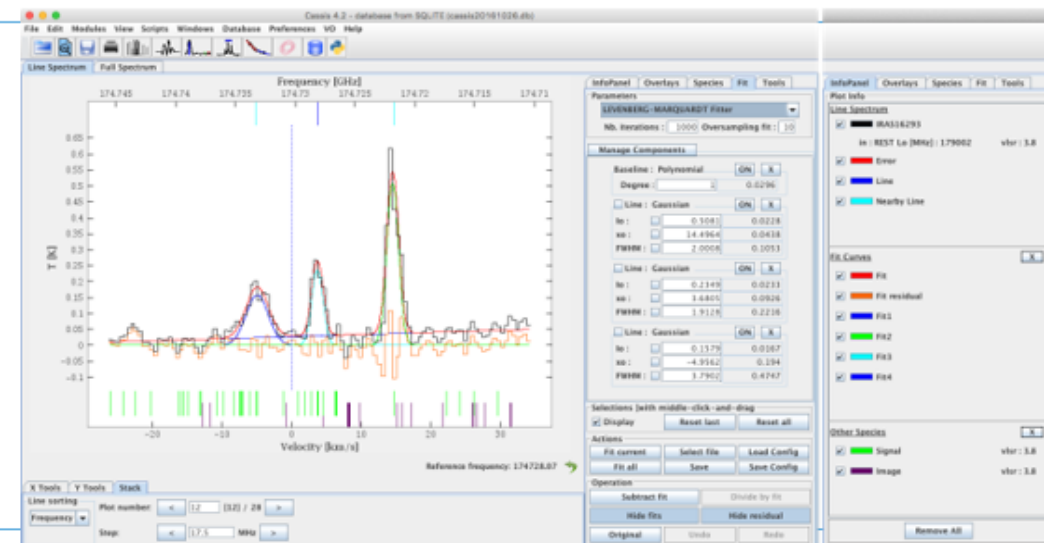 Cassis 4.2 - database from SQLITE (cassis20161026.db)
File Edit Modules View Scripts Windows Database Preferences VO Help
Line Spectrum Full Spectrum
Frequency [GHz]
174.745 174.74 174.735 174.73 174.725 174.72 174.715 174.71
T [K]
0.65
0.6
0.55
0.5
0.45
0.4
0.35
0.3
0.25
0.2
0.15
0.1
0.05
0
-0.05
-0.1
-20 -10 0 10 20 30
Velocity [km/s]
Reference frequency: 174728.07
X Tools Y Tools Stack
Line sorting
Frequency
Plot number: < 12 [12] / 28 >
Step: < 17.5 MHz >
InfoPanel Overlays Species Fit Tools
Parameters
LEVENBERG-MARQUARDT Fitter
Nb. iterations : 1000 Oversampling fit : 10
Manage Components
Baseline : Polynomial ON X
Degree : 1 0.0296
Line : Gaussian ON X
Io : 0.5081 0.0228
xo : 14.4964 0.0438
FWHM : 2.0008 0.1053
Line : Gaussian ON X
Io : 0.2349 0.0233
xo : 3.6805 0.0926
FWHM : 1.9128 0.2216
Line : Gaussian ON X
Io : 0.1579 0.0167
xo : -4.9562 0.194
FWHM : 3.7902 0.4747
Selections [with middle-click-and-drag
Display Reset last Reset all
Actions
Fit current Select file Load Config
Fit all Save Save Config
Operation
Subtract fit Divide by fit
Hide fits Hide residual
Original Undo Redo
InfoPanel Overlays Species Fit Tools
Plot Info
Line Spectrum
IRAS16293
in : REST Lo [MHz] : 179002 vlsr : 3.8
Error
Line
Nearby Line
Fit Curves X
Fit
Fit residual
Fit1
Fit2
Fit3
Fit4
Other Species X
Signal vlsr : 3.8
Image vlsr : 3.8
Remove All